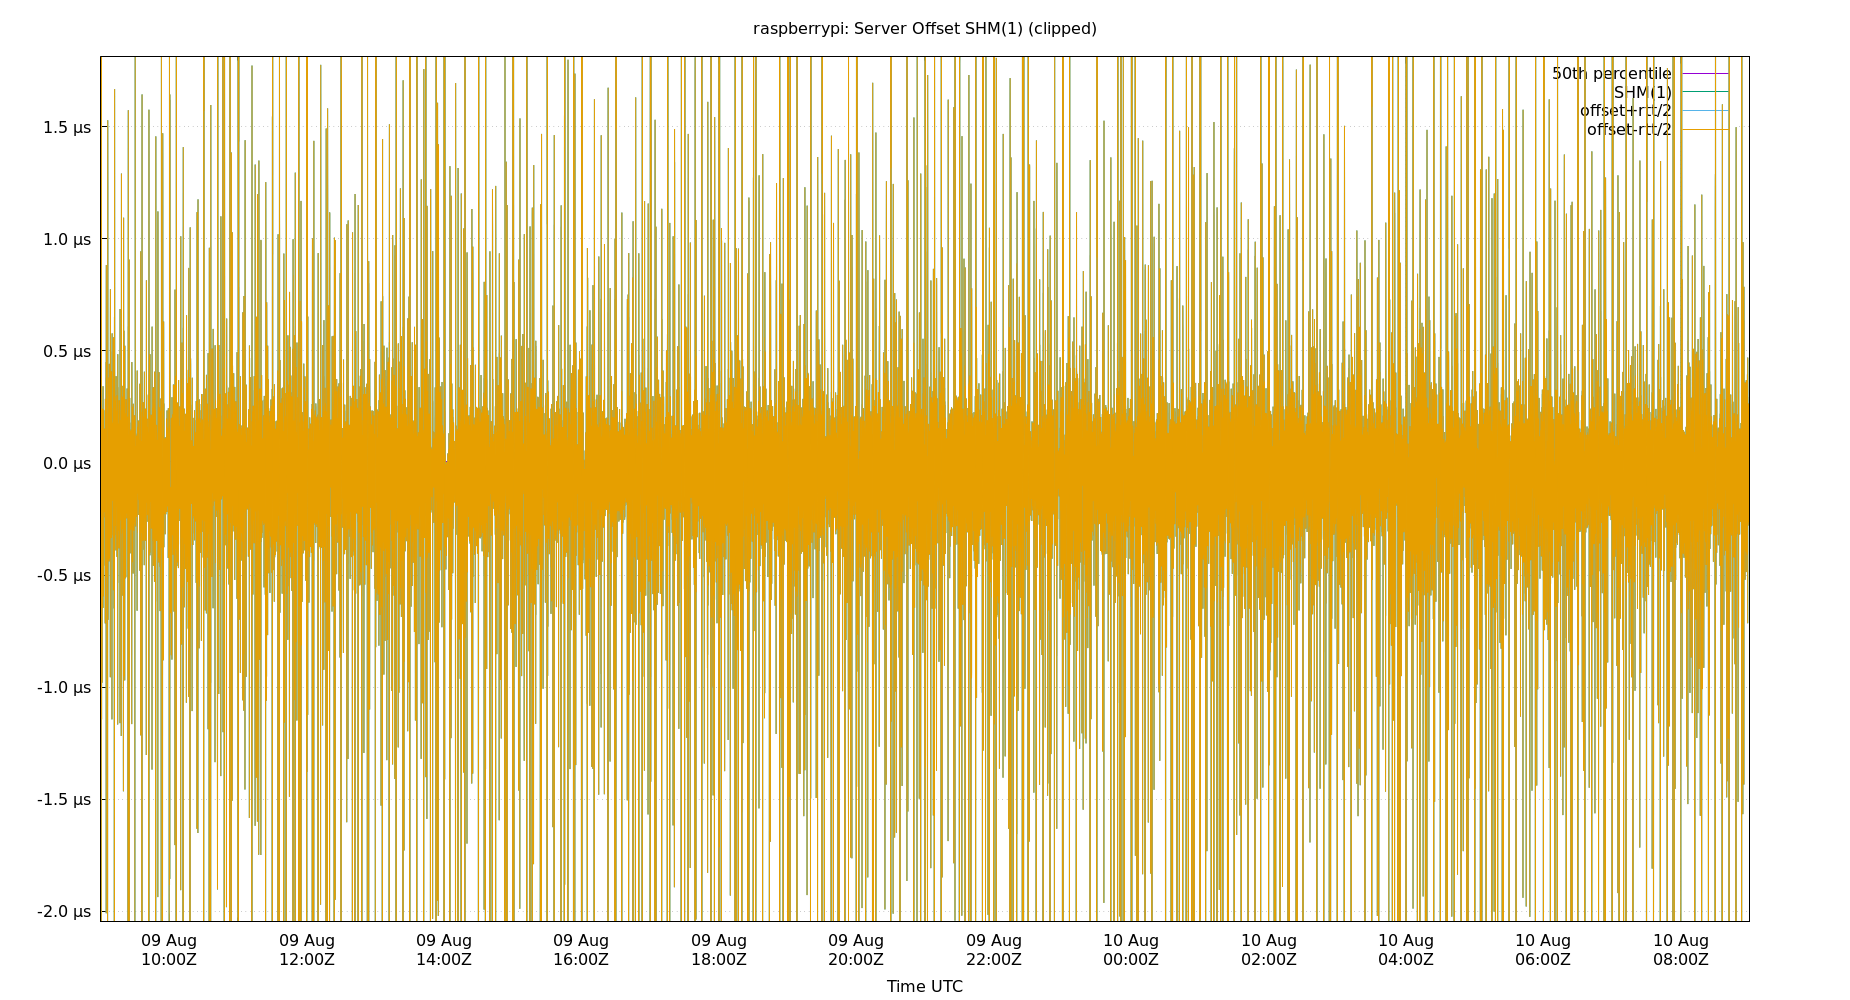 raspberrypi: Server Offset SHM(1) (clipped)
50th percentile
SHM(1)
offset+rtt/2
offset-rtt/2
1.5 µs
1.0 µs
0.5 µs
0.0 µs
-0.5 µs
-1.0 µs
-1.5 µs
-2.0 µs
09 Aug 09 Aug 09 Aug 09 Aug 09 Aug 09 Aug 09 Aug 10 Aug 10 Aug 10 Aug 10 Aug 10 Aug
10:00Z 12:00Z 14:00Z 16:00Z 18:00Z 20:00Z 22:00Z 00:00Z 02:00Z 04:00Z 06:00Z 08:00Z
Time UTC